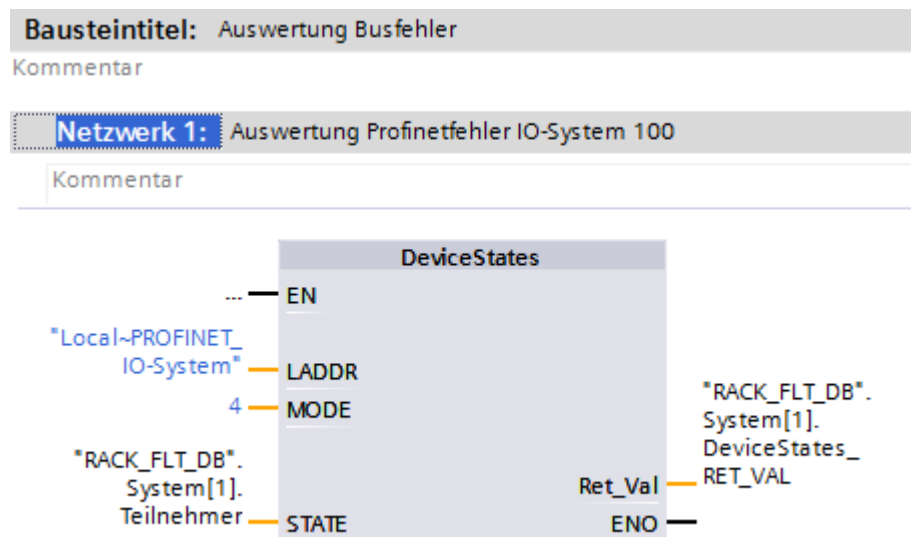 Bausteintitel: Auswertung Busfehler
Kommentar
Netzwerk 1: Auswertung Profinetfehler IO-System 100
Kommentar
DeviceStates
... EN
"Local~PROFINET_
IO-System" LADDR
4 MODE
"RACK_FLT_DB".
System[1].
Teilnehmer STATE
"RACK_FLT_DB".
System[1].
DeviceStates_
Ret_Val RET_VAL
ENO